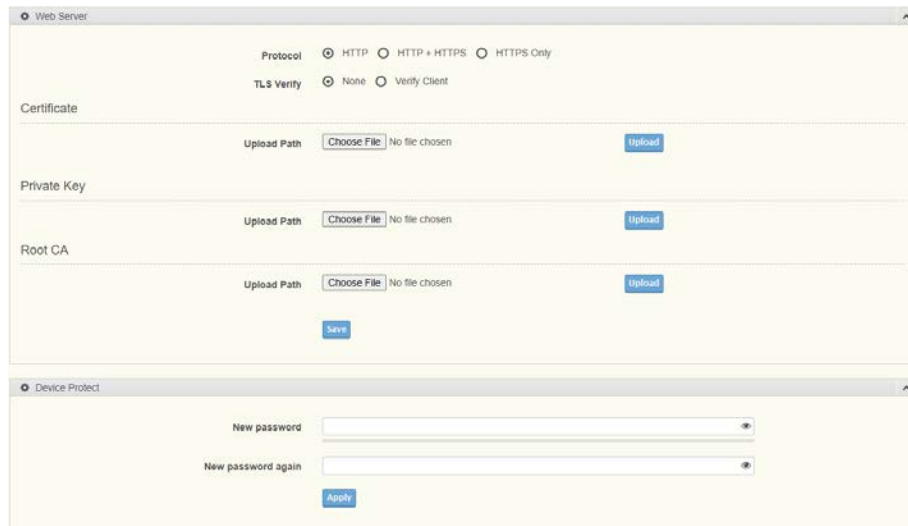 Web Server
Protocol HTTP HTTP + HTTPS HTTPS Only
TLS Verify None Verify Client
Certificate
Upload Path Choose File No file chosen Upload
Private Key
Upload Path Choose File No file chosen Upload
Root CA
Upload Path Choose File No file chosen Upload
Save
Device Protect
New password
New password again
Apply